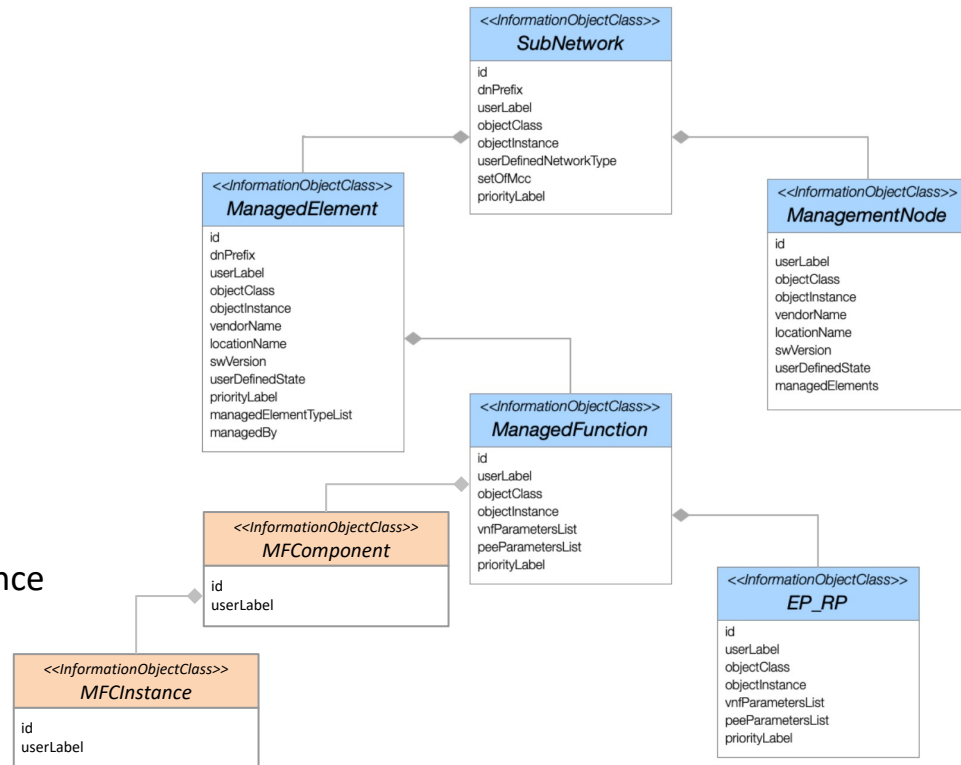 <<InformationObjectClass>>
SubNetwork
id
dnPrefix
userLabel
objectClass
objectInstance
userDefinedNetworkType
setOfMcc
priorityLabel
<<InformationObjectClass>>
ManagedElement
id
dnPrefix
userLabel
objectClass
objectInstance
vendorName
locationName
swVersion
userDefinedState
priorityLabel
managedElementTypeList
managedBy
<<InformationObjectClass>>
ManagementNode
id
userLabel
objectClass
objectInstance
vendorName
locationName
swVersion
userDefinedState
managedElements
<<InformationObjectClass>>
ManagedFunction
id
userLabel
objectClass
objectInstance
vnfParametersList
peeParametersList
priorityLabel
<<InformationObjectClass>>
MFComponent
id
userLabel
<<InformationObjectClass>>
EP_RP
id
userLabel
objectClass
objectInstance
vnfParametersList
peeParametersList
priorityLabel
<<InformationObjectClass>>
MFCInstance
id
userLabel